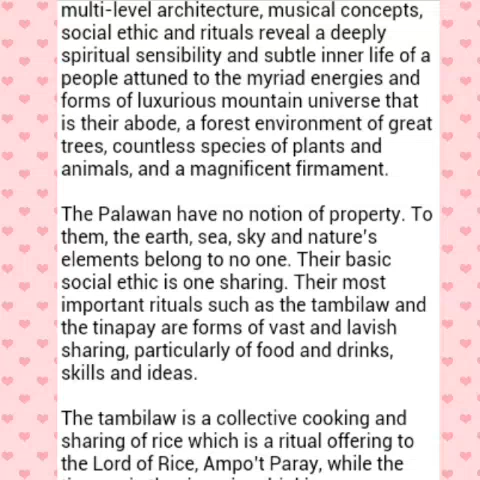 multi-level architecture, musical concepts,
social ethic and rituals reveal a deeply
spiritual sensibility and subtle inner life of a
people attuned to the myriad energies and
forms of luxurious mountain universe that
is their abode, a forest environment of great
trees, countless species of plants and
animals, and a magnificent firmament.
The Palawan have no notion of property. To
them, the earth, sea, sky and nature's
elements belong to no one. Their basic
social ethic is one sharing. Their most
important rituals such as the tambilaw and
the tinapay are forms of vast and lavish
sharing, particularly of food and drinks,
skills and ideas.
The tambilaw is a collective cooking and
sharing of rice which is a ritual offering to
the Lord of Rice, Ampo't Paray, while the